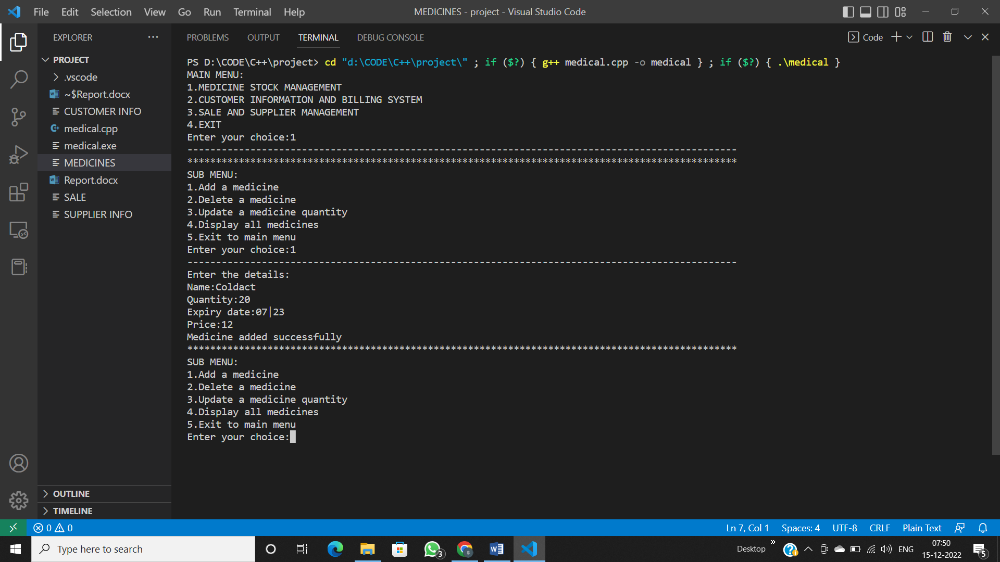 File Edit Selection View Go Run Terminal Help MEDICINES - project - Visual Studio Code
EXPLORER
PROJECT
.vscode
~$Report.docx
CUSTOMER INFO
medical.cpp
medical.exe
MEDICINES
Report.docx
SALE
SUPPLIER INFO
OUTLINE
TIMELINE
PROBLEMS OUTPUT TERMINAL DEBUG CONSOLE Code
PS D:\CODE\C++\project> cd "d:\CODE\C++\project\" ; if ($?) { g++ medical.cpp -o medical } ; if ($?) { .\medical }
MAIN MENU:
1.MEDICINE STOCK MANAGEMENT
2.CUSTOMER INFORMATION AND BILLING SYSTEM
3.SALE AND SUPPLIER MANAGEMENT
4.EXIT
Enter your choice:1
------------------------------------------------------------------------------------------------
************************************************************************************************
SUB MENU:
1.Add a medicine
2.Delete a medicine
3.Update a medicine quantity
4.Display all medicines
5.Exit to main menu
Enter your choice:1
------------------------------------------------------------------------------------------------
Enter the details:
Name:Coldact
Quantity:20
Expiry date:07|23
Price:12
Medicine added successfully
************************************************************************************************
SUB MENU:
1.Add a medicine
2.Delete a medicine
3.Update a medicine quantity
4.Display all medicines
5.Exit to main menu
Enter your choice:
0 0 Ln 7, Col 1 Spaces: 4 UTF-8 CRLF Plain Text
Type here to search 3 Desktop ENG 07:50
15-12-2022 5